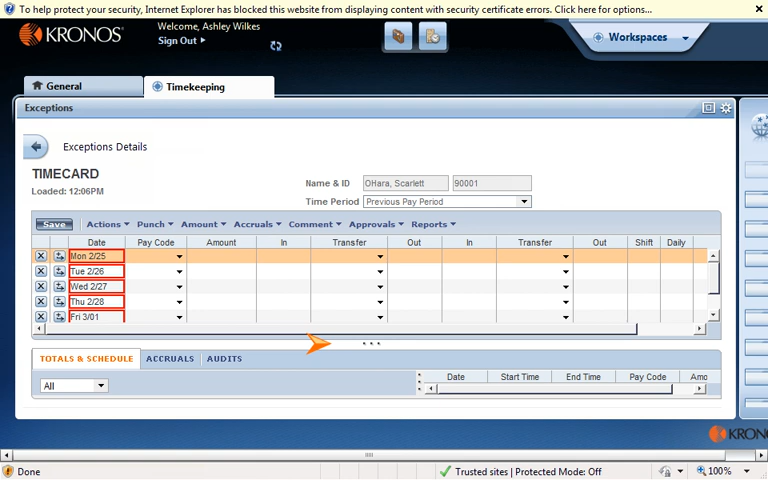 To help protect your security, Internet Explorer has blocked this website from displaying content with security certificate errors. Click here for options...
KRONOS
Welcome, Ashley Wilkes
Sign Out
Workspaces
General
Timekeeping
Exceptions
Exceptions Details
TIMECARD
Loaded: 12:06PM
Name & ID OHara, Scarlett 90001
Time Period Previous Pay Period
Save Actions Punch Amount Accruals Comment Approvals Reports
Date Pay Code Amount In Transfer Out In Transfer Out Shift Daily
Mon 2/25
Tue 2/26
Wed 2/27
Thu 2/28
Fri 3/01
TOTALS & SCHEDULE ACCRUALS AUDITS
All
Date Start Time End Time Pay Code Amo
KRON
Done Trusted sites | Protected Mode: Off 100%